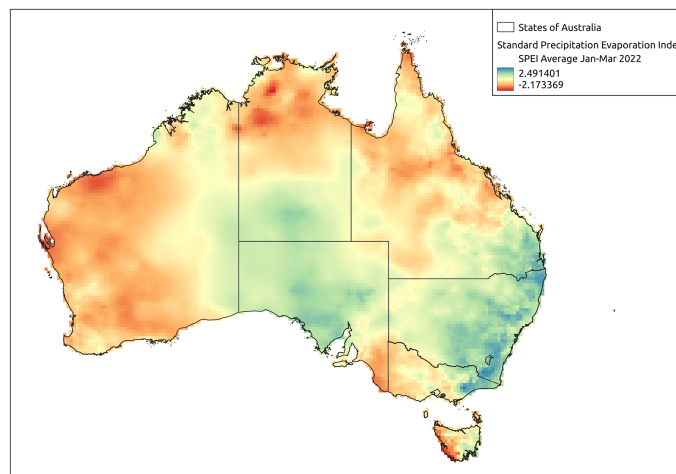 States of Australia
Standard Precipitation Evaporation Inde
SPEI Average Jan-Mar 2022
2.491401
-2.173369